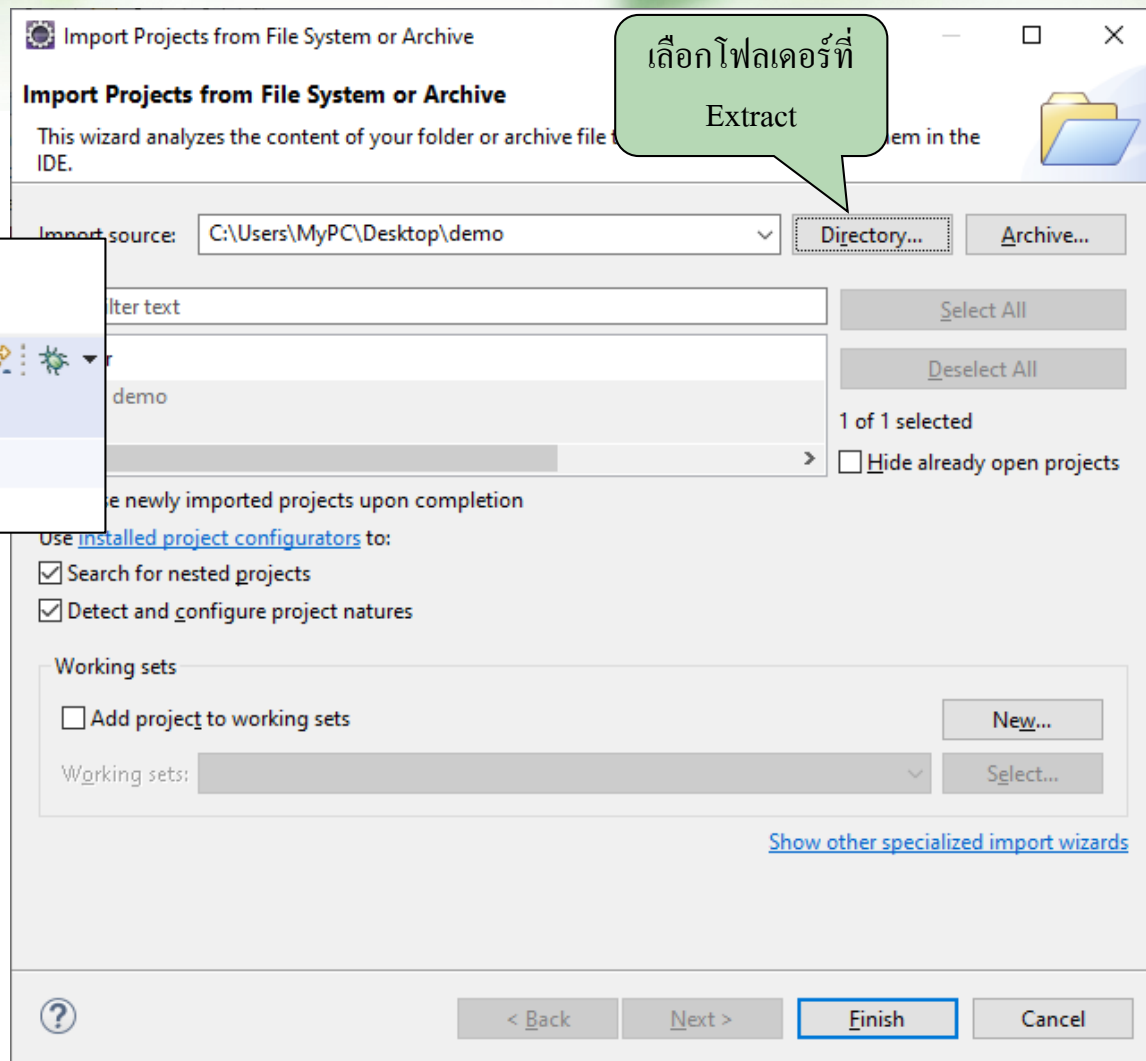 Import Projects from File System or Archive
เลือกโฟลเดอร์ที่
Extract
Import Projects from File System or Archive
This wizard analyzes the content of your folder or archive file
em in the
IDE.
Import source:
C:\Users\MyPC\Desktop\demo
Directory...
Archive...
ilter text
Select All
r
Deselect All
demo
1 of 1 selected
Hide already open projects
e newly imported projects upon completion
Use installed project configurators to:
Search for nested projects
Detect and configure project natures
Working sets
Add project to working sets
New...
Working sets:
Select...
Show other specialized import wizards
< Back
Next >
Finish
Cancel